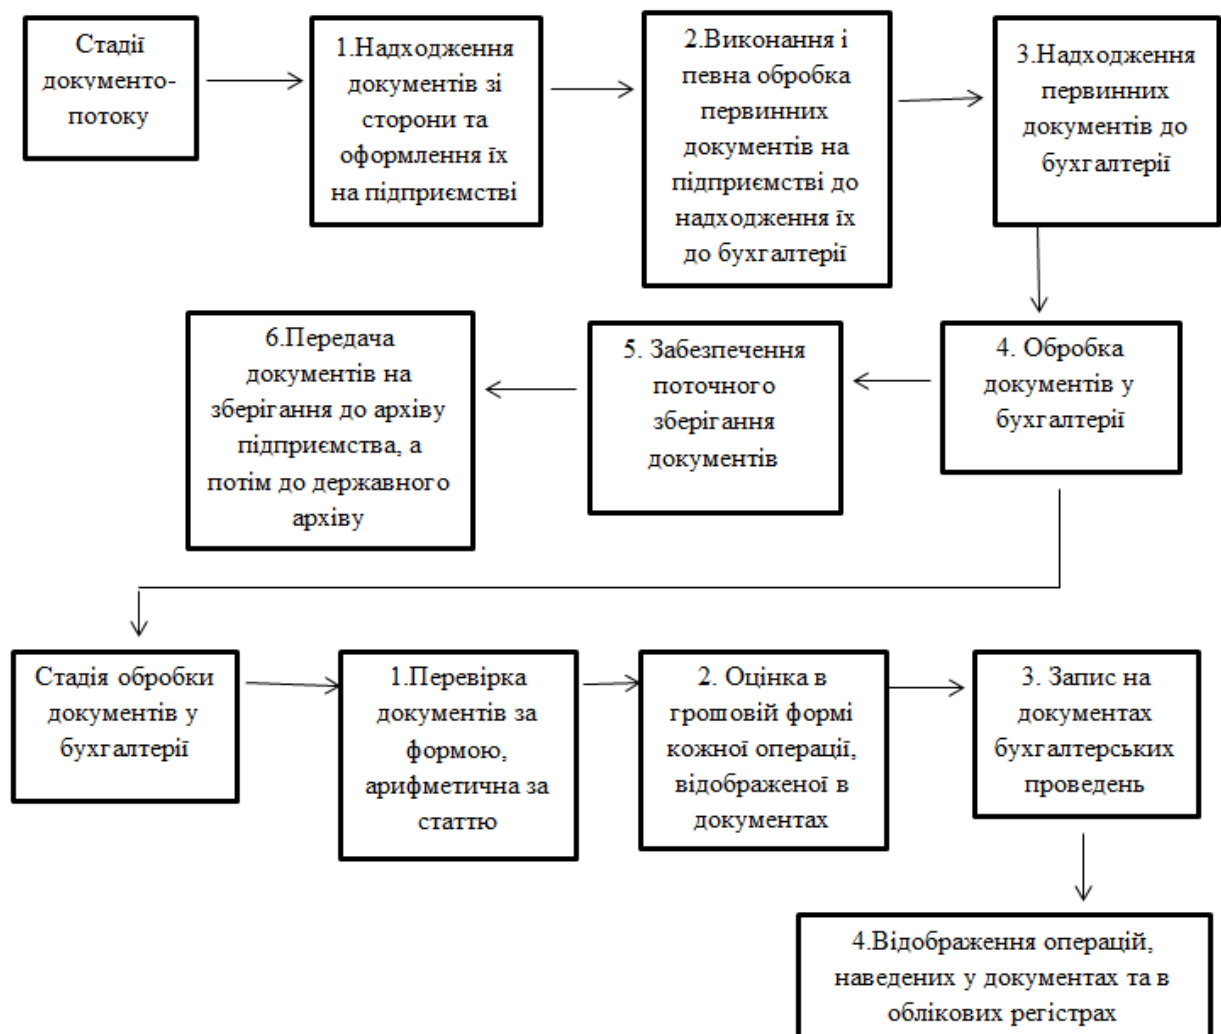 Стадії
документо-
потоку
1.Надходження
документів зі
сторони та
оформлення їх
на підприємстві
2.Виконання і
певна обробка
первинних
документів на
підприємстві до
надходження їх
до бухгалтерії
3.Надходження
первинних
документів до
бухгалтерії
4. Обробка
документів у
бухгалтерії
5. Забезпечення
поточного
зберігання
документів
6.Передача
документів на
зберігання до архіву
підприємства, а
потім до державного
архіву
Стадія обробки
документів у
бухгалтерії
1.Перевірка
документів за
формою,
арифметична за
статтю
2. Оцінка в
грошовій формі
кожної операції,
відображеної в
документах
3. Запис на
документах
бухгалтерських
проведень
4.Відображення операцій,
наведених у документах та в
облікових регістрах